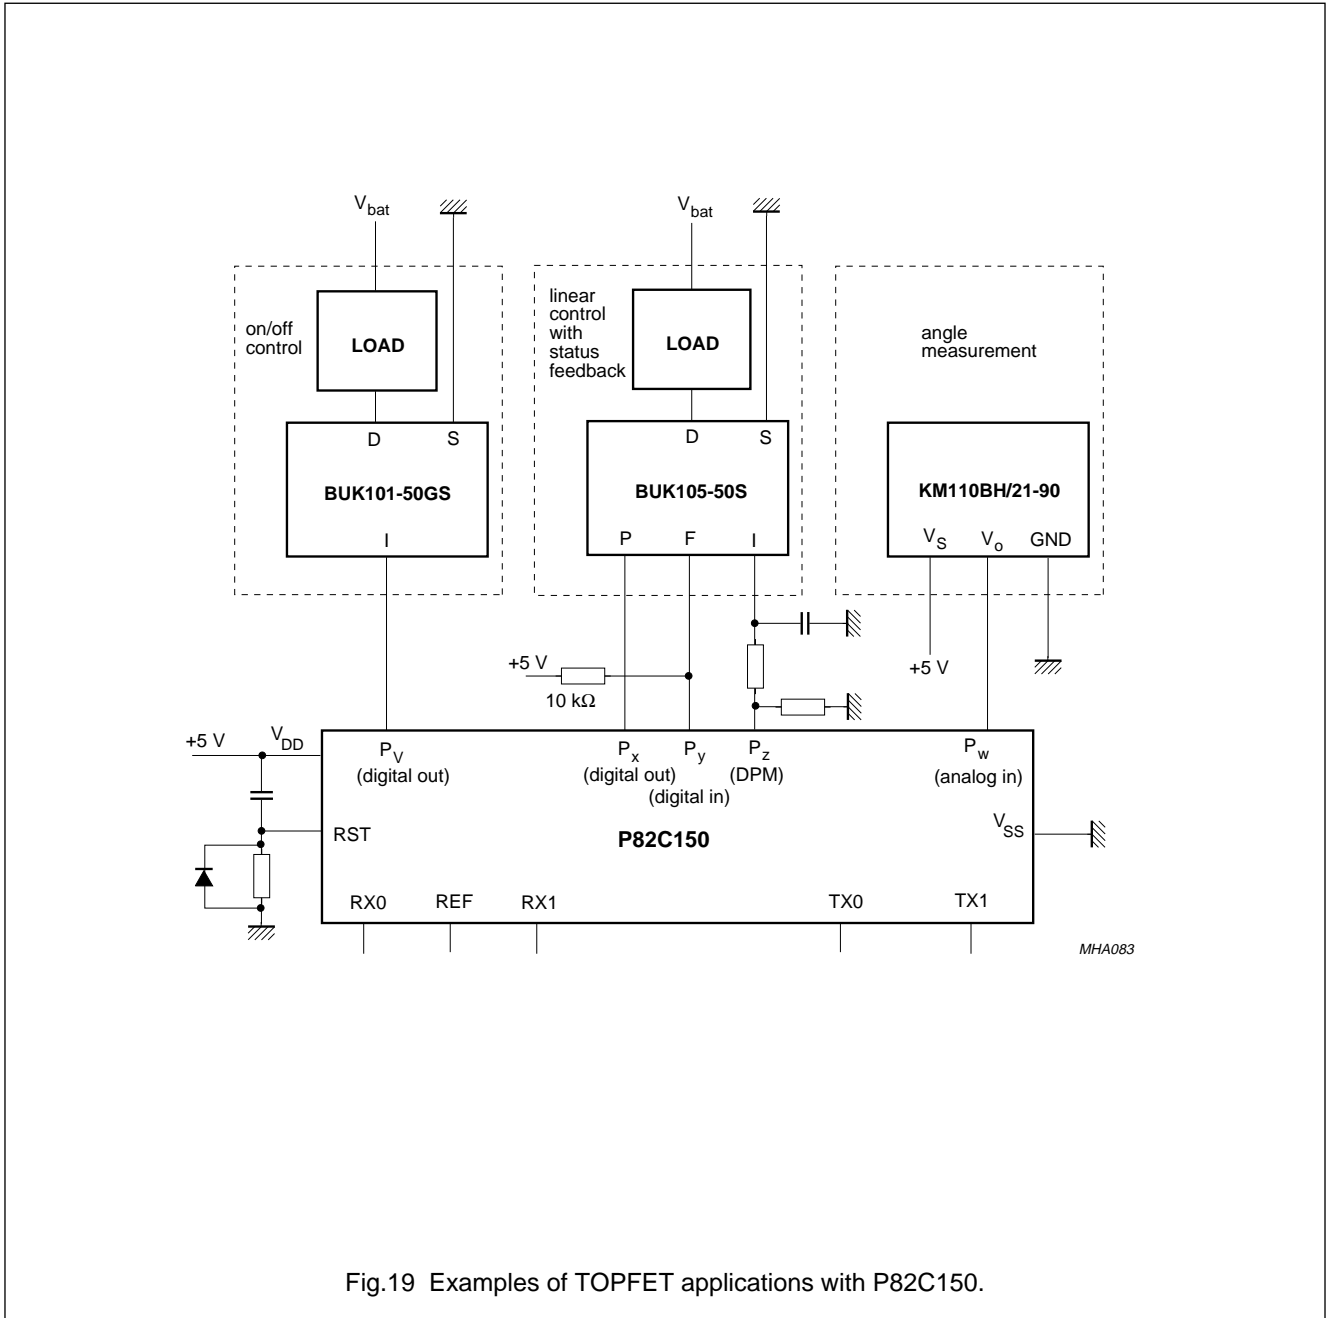 V_bat
V_bat
on/off
control
LOAD
linear
control
with
status
feedback
LOAD
angle
measurement
D
S
BUK101-50GS
I
D
S
BUK105-50S
P
F
I
KM110BH/21-90
V_S
V_o
GND
+5 V
10 kΩ
+5 V
+5 V
V_DD
P_V
(digital out)
P_x
(digital out)
P_y
(digital in)
P_z
(DPM)
P_w
(analog in)
RST
P82C150
V_SS
RX0
REF
RX1
TX0
TX1
MHA083
Fig.19 Examples of TOPFET applications with P82C150.